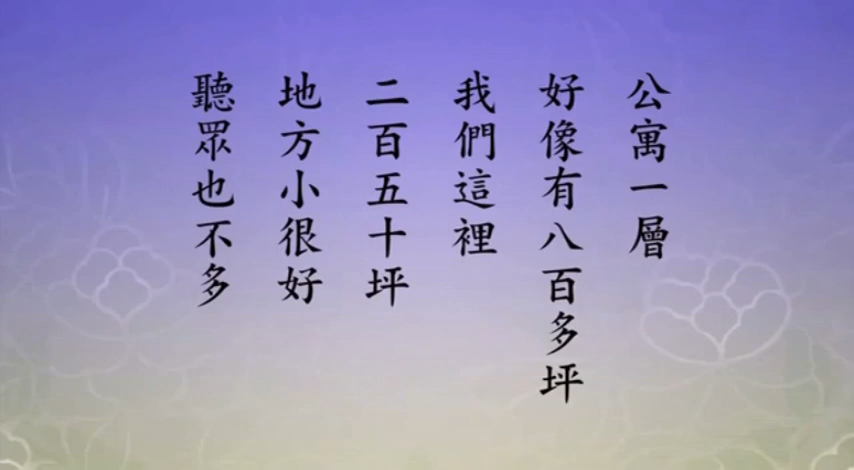 公寓一層
好像有八百多坪
我們這裡
二百五十坪
地方小很好
聽眾也不多